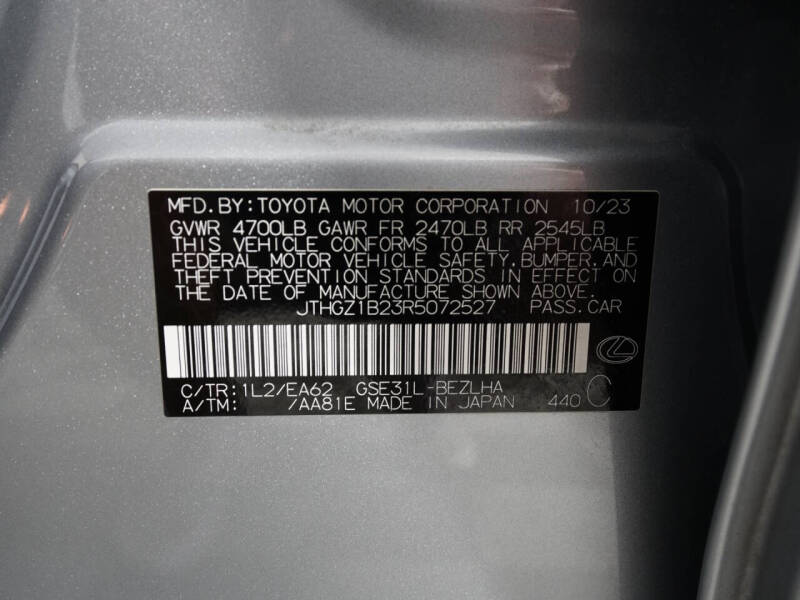 MFD.BY:TOYOTA MOTOR CORPORATION 10/23
GVWR 4700LB GAWR FR 2470LB RR 2545LB
THIS VEHICLE CONFORMS TO ALL APPLICABLE
FEDERAL MOTOR VEHICLE SAFETY,BUMPER,AND
THEFT PREVENTION STANDARDS IN EFFECT ON
THE DATE OF MANUFACTURE SHOWN ABOVE.
JTHGZ1B23R5072527 PASS.CAR
C/TR:1L2/EA62 GSE31L-BEZLHA
A/TM: /AA81E MADE IN JAPAN 440 C